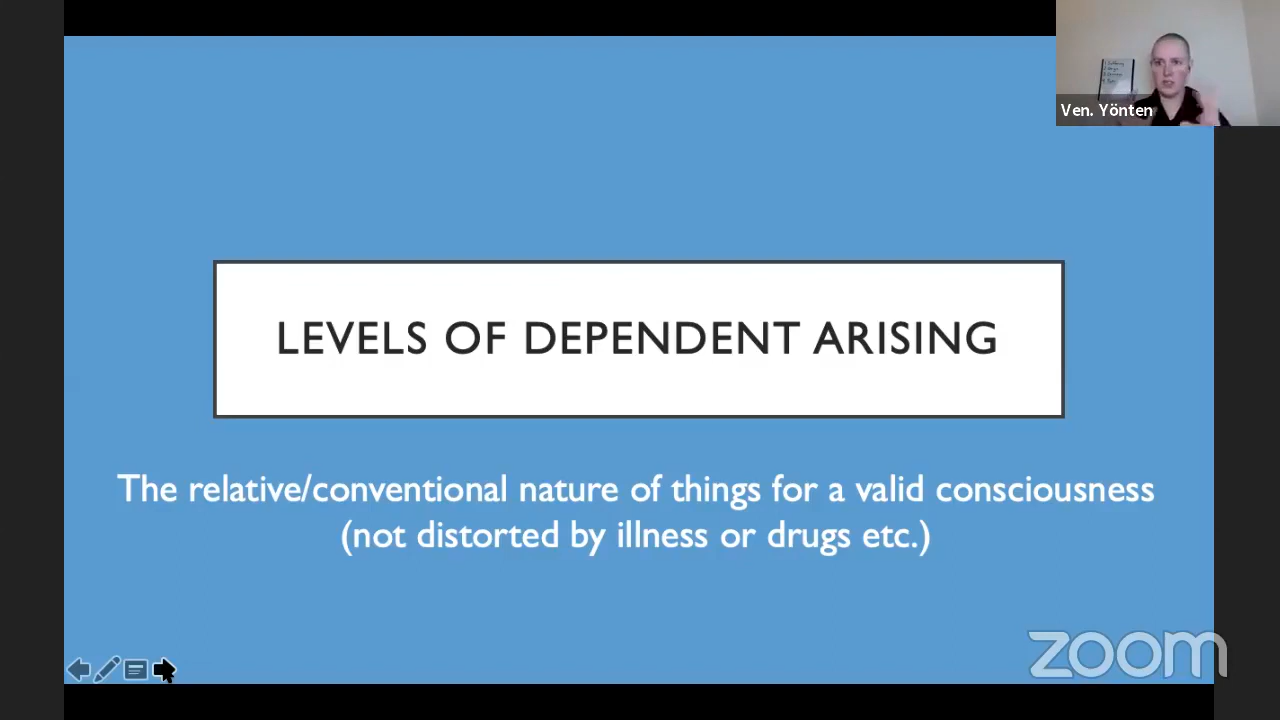 Ven. Yönten
LEVELS OF DEPENDENT ARISING
The relative/conventional nature of things for a valid consciousness
(not distorted by illness or drugs etc.)
zoom